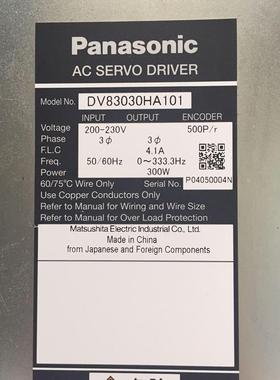 Panasonic
AC SERVO DRIVER
Model No. DV83030HA101
INPUT OUTPUT ENCODER
Voltage 200-230V 500P/r
Phase 3ϕ 3ϕ
F.L.C 4.1A
Freq. 50/60Hz 0~333.3Hz
Power 300W
60/75℃ Wire Only Serial No. P04050004N
Use Copper Conductors Only
Refer to Manual for Wiring and Wire Size
Refer to Manual for Over Load Protection
Matsushita Electric Industrial Co., Ltd.
Made in China
from Japanese and Foreign Components